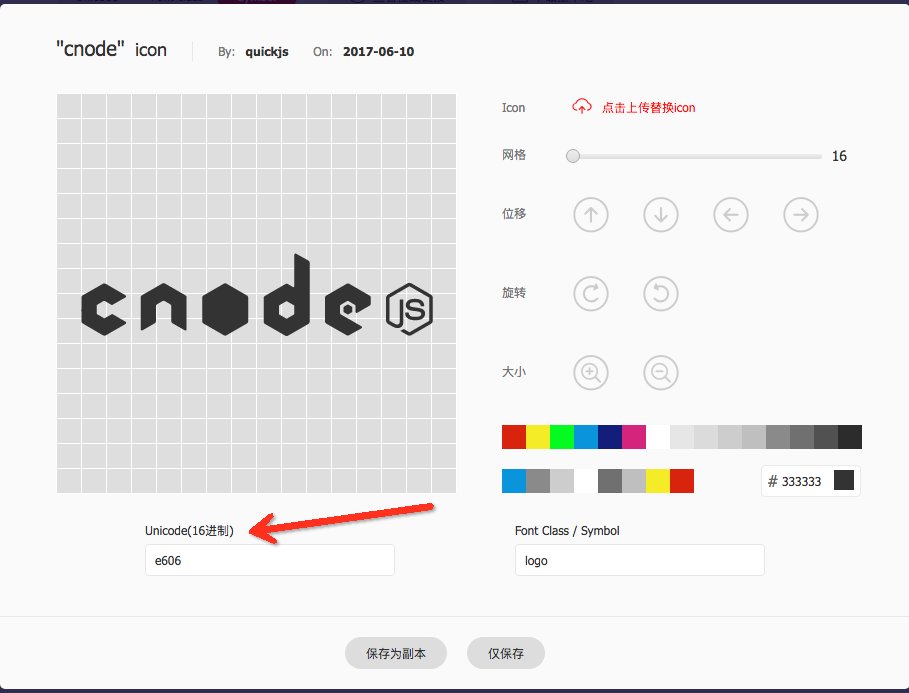 "cnode" icon By: quickjs On: 2017-06-10
Icon 点击上传替换icon
网格 16
位移
旋转
cnode JS
大小
# 333333
Unicode(16进制) Font Class / Symbol
e606 logo
保存为副本 仅保存